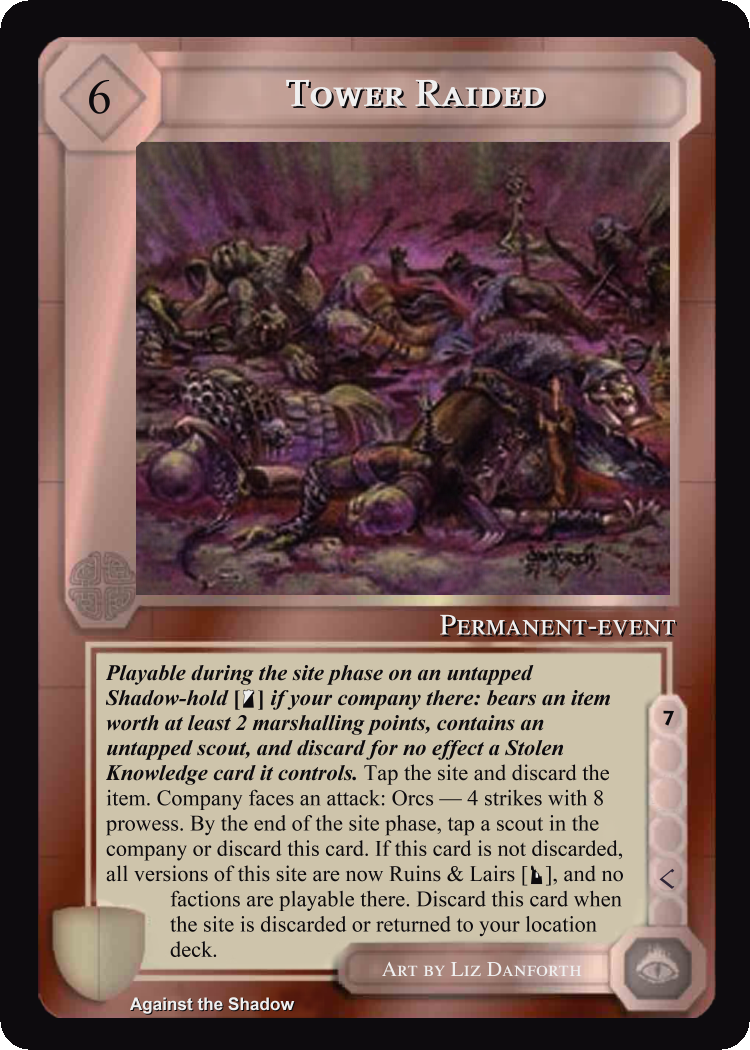 6
Tower Raided
Permanent-event
Playable during the site phase on an untapped
Shadow-hold [ ] if your company there: bears an item
worth at least 2 marshalling points, contains an
untapped scout, and discard for no effect a Stolen
Knowledge card it controls. Tap the site and discard the
item. Company faces an attack: Orcs — 4 strikes with 8
prowess. By the end of the site phase, tap a scout in the
company or discard this card. If this card is not discarded,
all versions of this site are now Ruins & Lairs [ ], and no
factions are playable there. Discard this card when
the site is discarded or returned to your location
deck.
7
Art by Liz Danforth
Against the Shadow